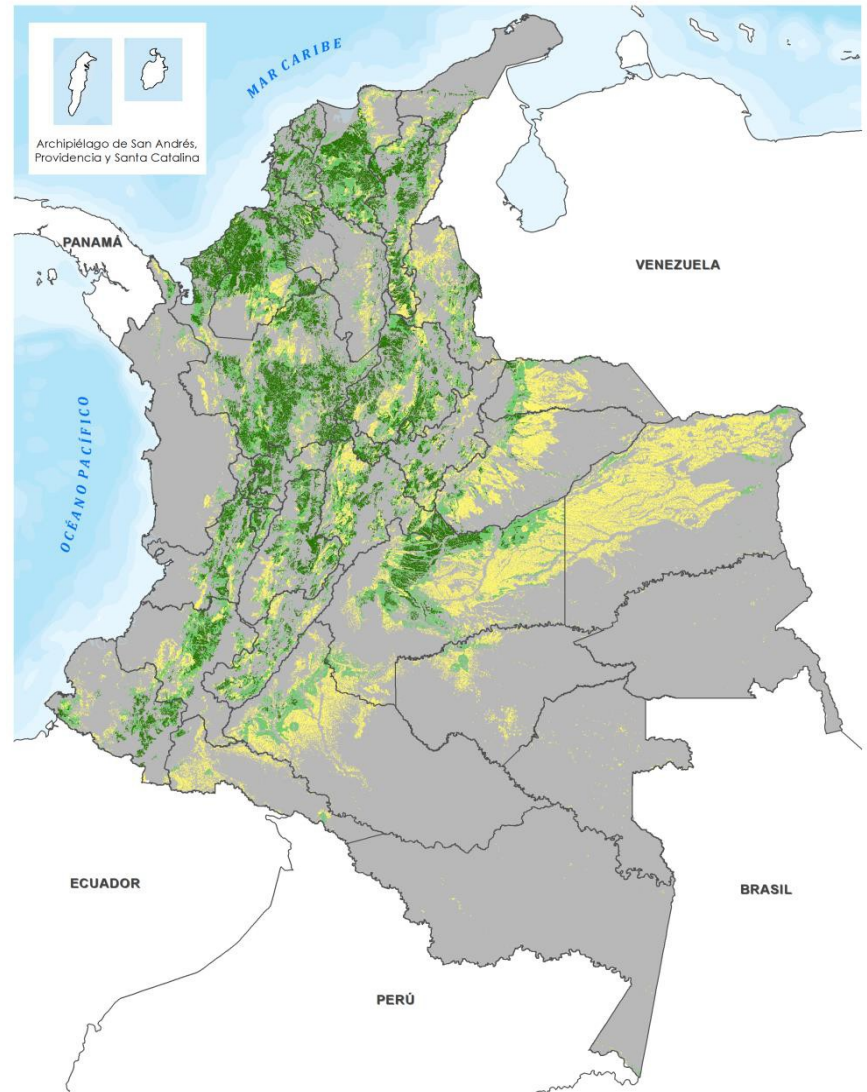 MAR CARIBE
Archipiélago de San Andrés,
Providencia y Santa Catalina
PANAMÁ
VENEZUELA
OCÉANO PACÍFICO
ECUADOR
BRASIL
PERÚ